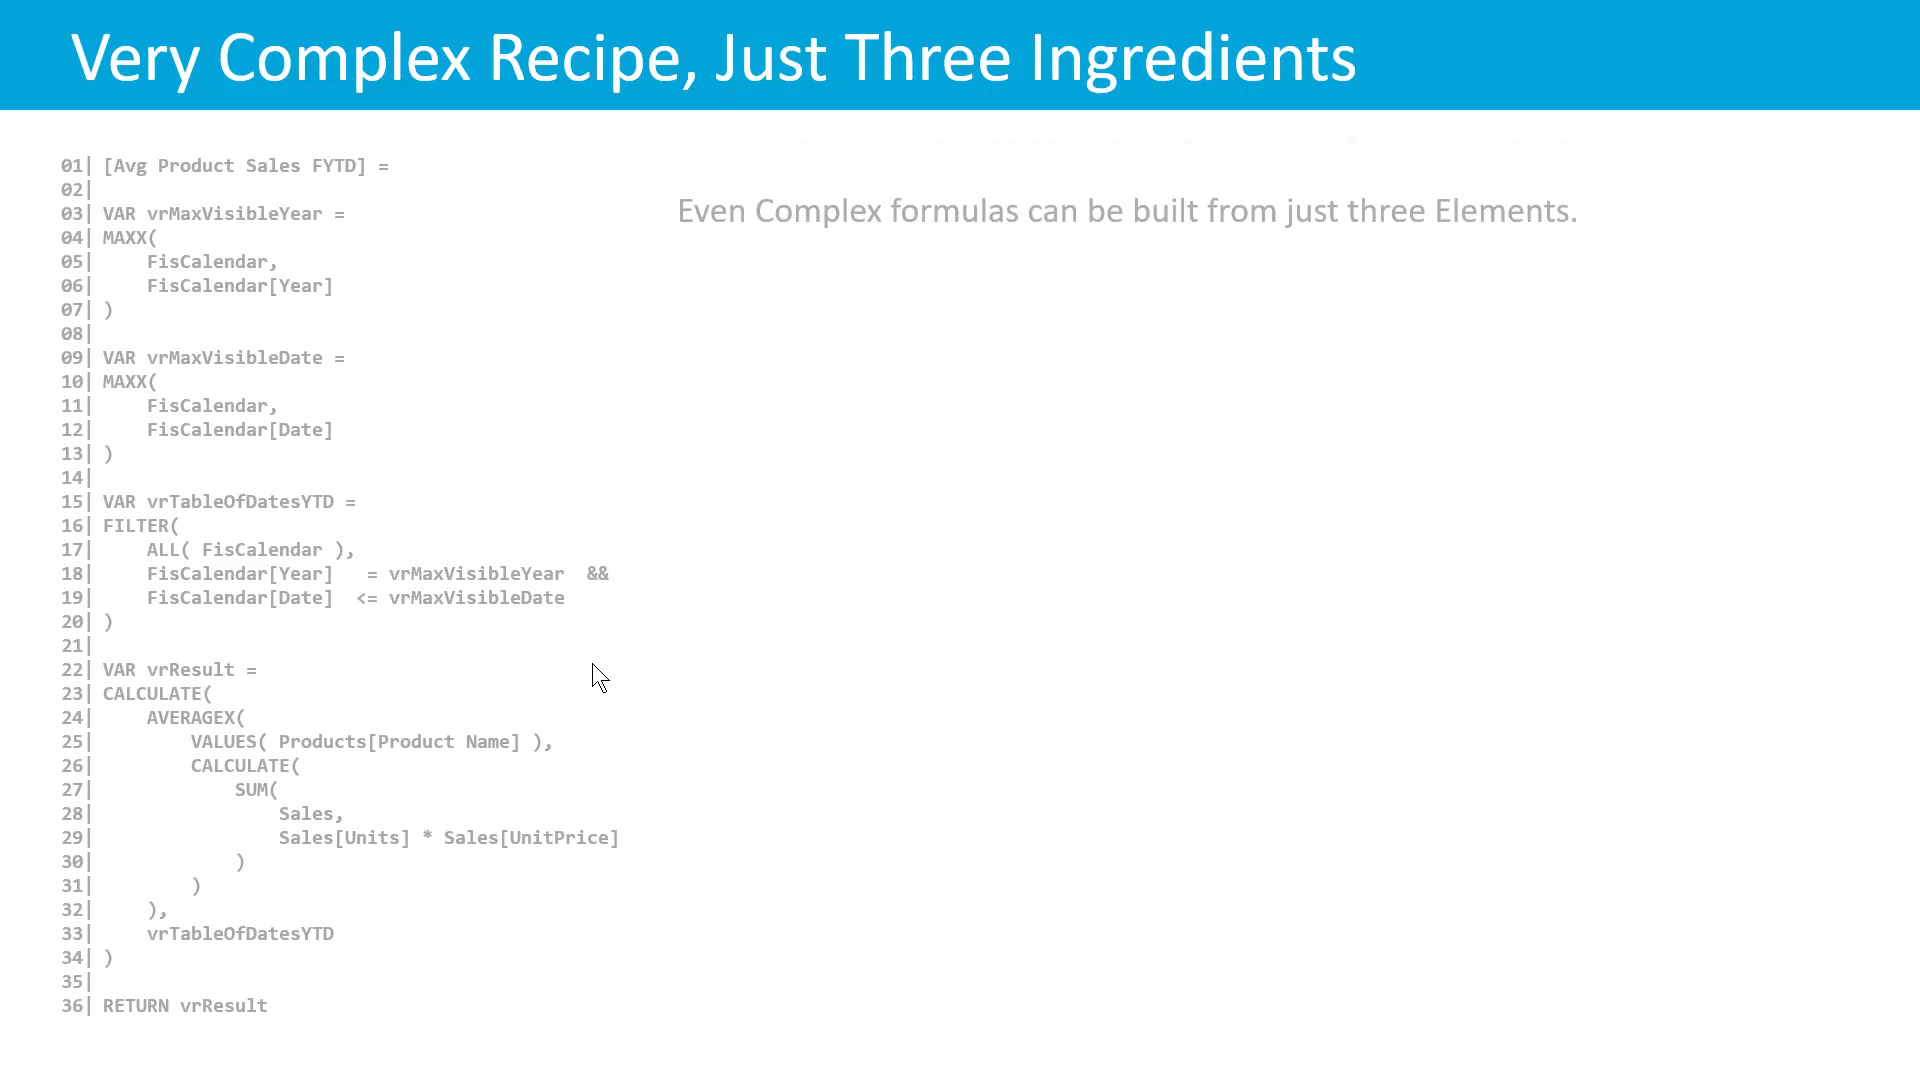 Very Complex Recipe, Just Three Ingredients
01| [Avg Product Sales FYTD] =
02|
03| VAR vrMaxVisibleYear =
04| MAXX(
05|     FisCalendar,
06|     FisCalendar[Year]
07| )
08|
09| VAR vrMaxVisibleDate =
10| MAXX(
11|     FisCalendar,
12|     FisCalendar[Date]
13| )
14|
15| VAR vrTableOfDatesYTD =
16| FILTER(
17|     ALL( FisCalendar ),
18|     FisCalendar[Year]   = vrMaxVisibleYear  &&
19|     FisCalendar[Date]  <= vrMaxVisibleDate
20| )
21|
22| VAR vrResult =
23| CALCULATE(
24|     AVERAGEX(
25|         VALUES( Products[Product Name] ),
26|         CALCULATE(
27|             SUM(
28|                 Sales,
29|                 Sales[Units] * Sales[UnitPrice]
30|             )
31|         )
32|     ),
33|     vrTableOfDatesYTD
34| )
35|
36| RETURN vrResult
Even Complex formulas can be built from just three Elements.